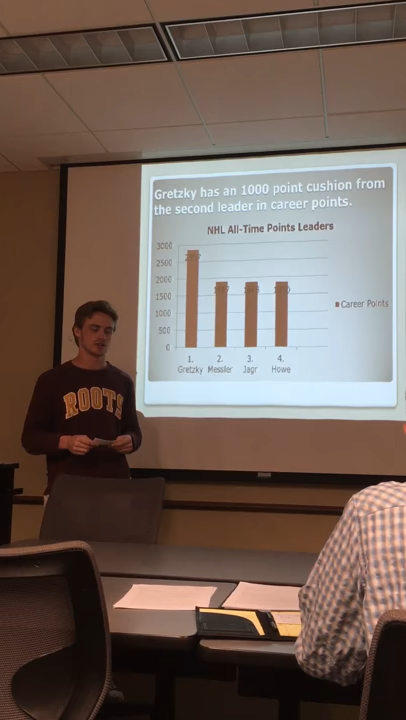 Gretzky has an 1000 point cushion from
the second leader in career points.
NHL All-Time Points Leaders
3000
2500
2000
1500
1000
500
0
Career Points
1.
2.
3.
4.
Gretzky
Messier
Jagr
Howe
ROOTS